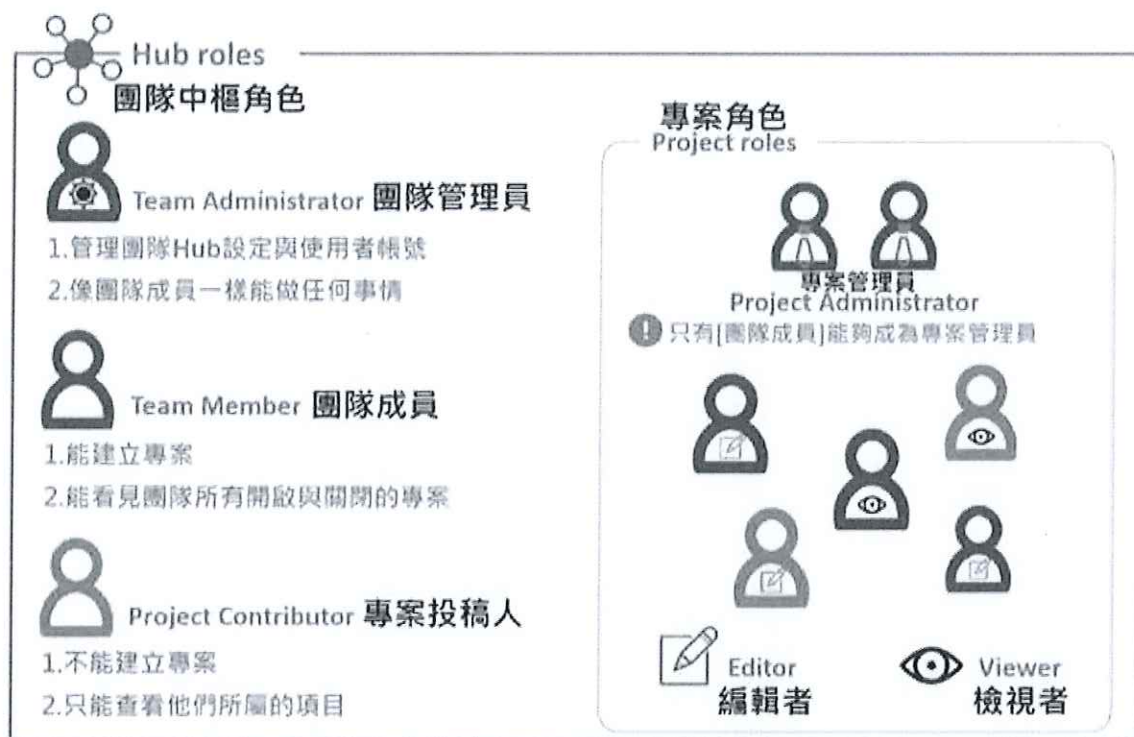 Hub roles
團隊中樞角色
Team Administrator 團隊管理員
1.管理團隊Hub設定與使用者帳號
2.像團隊成員一樣能做任何事情
Team Member 團隊成員
1.能建立專案
2.能看見團隊所有開啟與關閉的專案
Project Contributor 專案投稿人
1.不能建立專案
2.只能查看他們所屬的項目
專案角色
Project roles
專案管理員
Project Administrator
! 只有[團隊成員]能夠成為專案管理員
Editor
編輯者
Viewer
檢視者